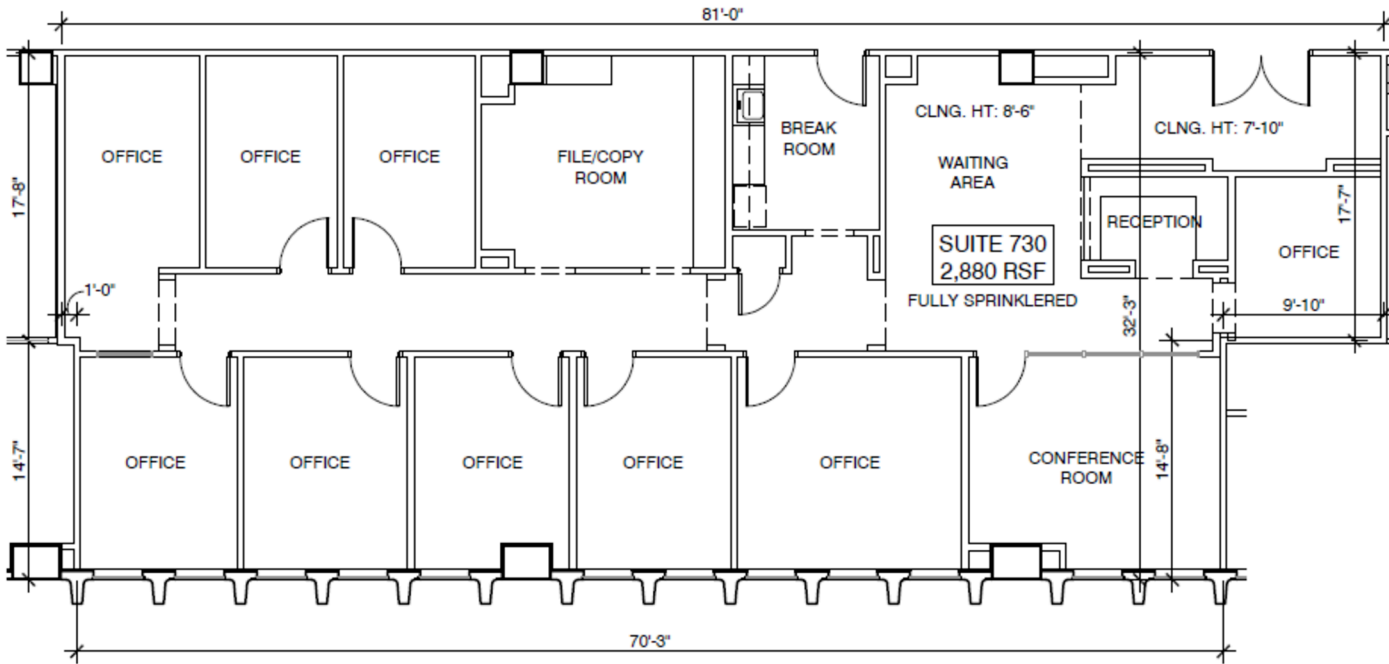 81'-0"
CLNG. HT: 8'-6"
BREAK
ROOM
CLNG. HT: 7'-10"
OFFICE
OFFICE
OFFICE
FILE/COPY
ROOM
WAITING
AREA
17'-8"
17'-7"
RECEPTION
SUITE 730
2,880 RSF
OFFICE
1'-0"
FULLY SPRINKLERED
32'-3"
9'-10"
14'-7"
OFFICE
OFFICE
OFFICE
OFFICE
OFFICE
CONFERENCE
ROOM
14'-8"
70'-3"